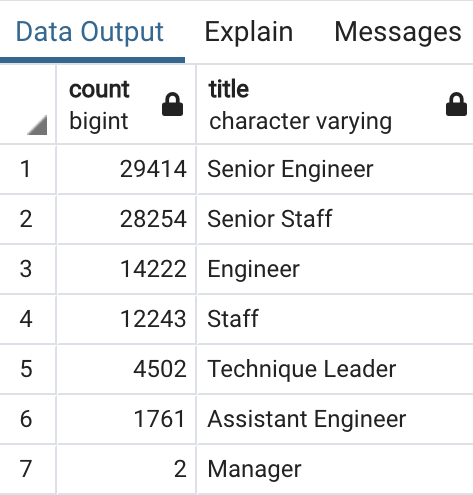 Data Output Explain Messages
count title
bigint character varying
1 29414 Senior Engineer
2 28254 Senior Staff
3 14222 Engineer
4 12243 Staff
5 4502 Technique Leader
6 1761 Assistant Engineer
7 2 Manager